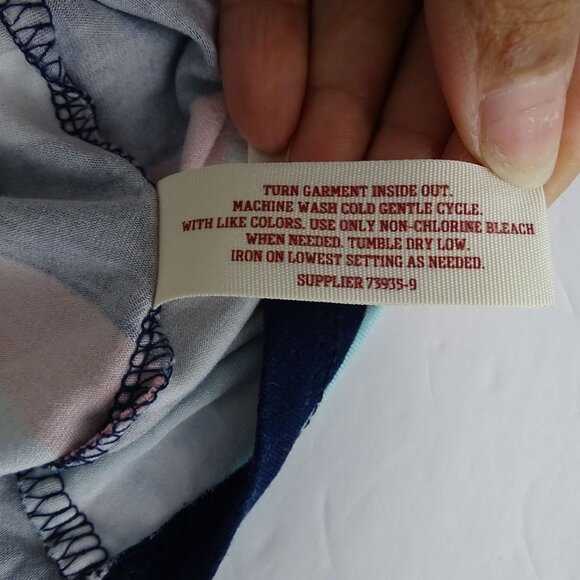 TURN GARMENT INSIDE OUT.
MACHINE WASH COLD GENTLE CYCLE.
WITH LIKE COLORS. USE ONLY NON-CHLORINE BLEACH
WHEN NEEDED. TUMBLE DRY LOW.
IRON ON LOWEST SETTING AS NEEDED.
SUPPLIER 73935-9